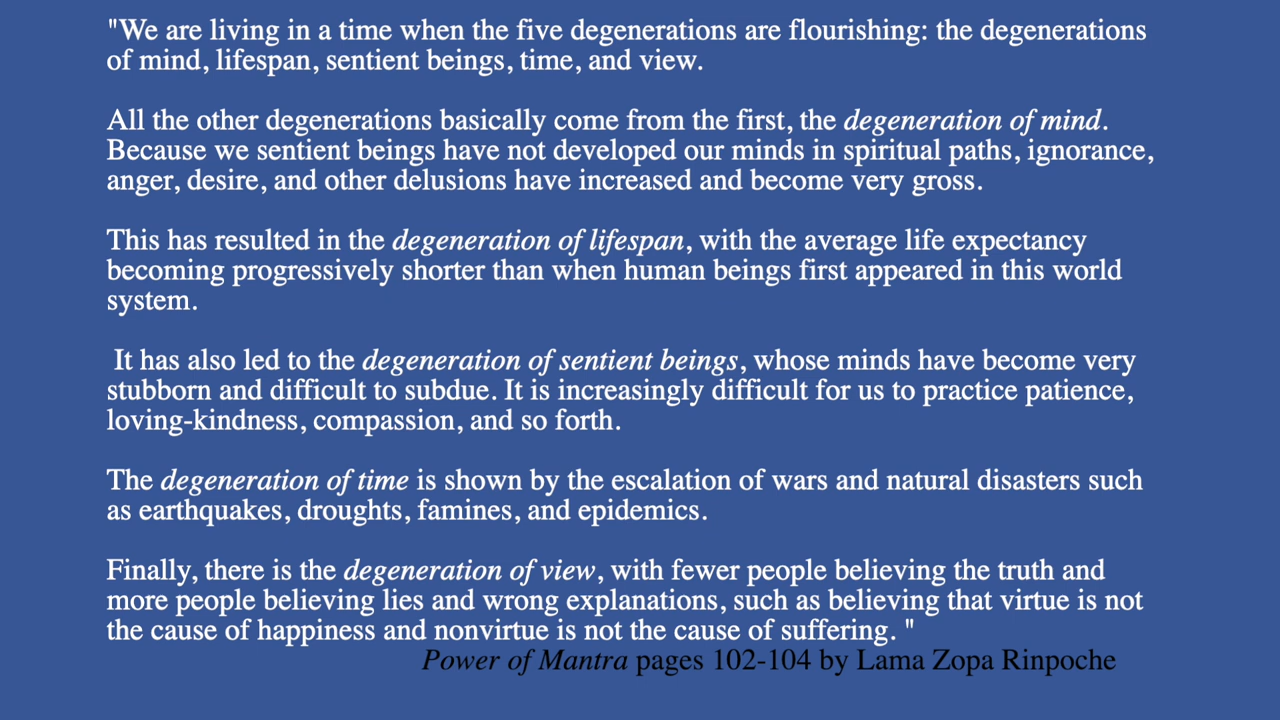 "We are living in a time when the five degenerations are flourishing: the degenerations
of mind, lifespan, sentient beings, time, and view.
All the other degenerations basically come from the first, the degeneration of mind.
Because we sentient beings have not developed our minds in spiritual paths, ignorance,
anger, desire, and other delusions have increased and become very gross.
This has resulted in the degeneration of lifespan, with the average life expectancy
becoming progressively shorter than when human beings first appeared in this world
system.
It has also led to the degeneration of sentient beings, whose minds have become very
stubborn and difficult to subdue. It is increasingly difficult for us to practice patience,
loving-kindness, compassion, and so forth.
The degeneration of time is shown by the escalation of wars and natural disasters such
as earthquakes, droughts, famines, and epidemics.
Finally, there is the degeneration of view, with fewer people believing the truth and
more people believing lies and wrong explanations, such as believing that virtue is not
the cause of happiness and nonvirtue is not the cause of suffering. "
Power of Mantra pages 102-104 by Lama Zopa Rinpoche